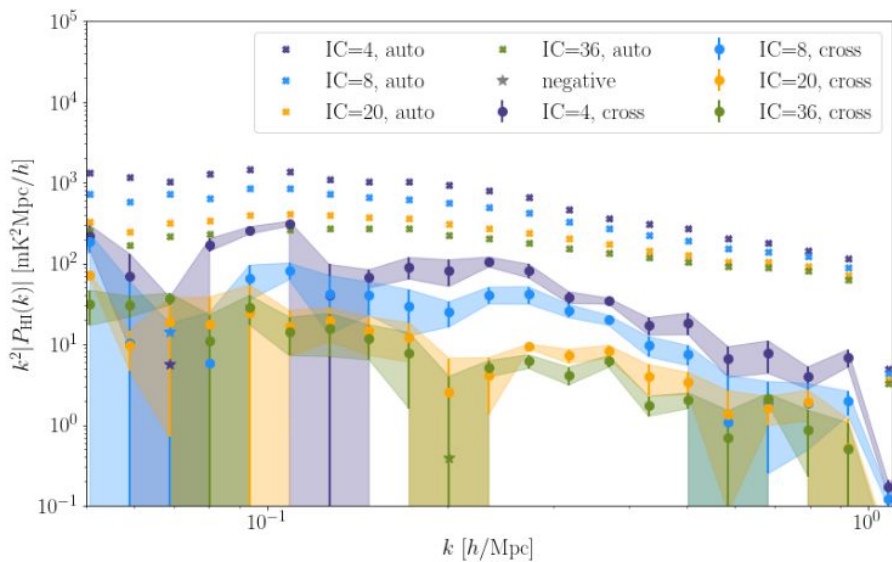 10^5
10^4
10^3
10^2
10^1
10^0
10^{-1}
k^2|P_{HI}(k)| [mK^2Mpc/h]
IC=4, auto
IC=8, auto
IC=20, auto
IC=36, auto
negative
IC=4, cross
IC=8, cross
IC=20, cross
IC=36, cross
10^{-1}
10^0
k [h/Mpc]